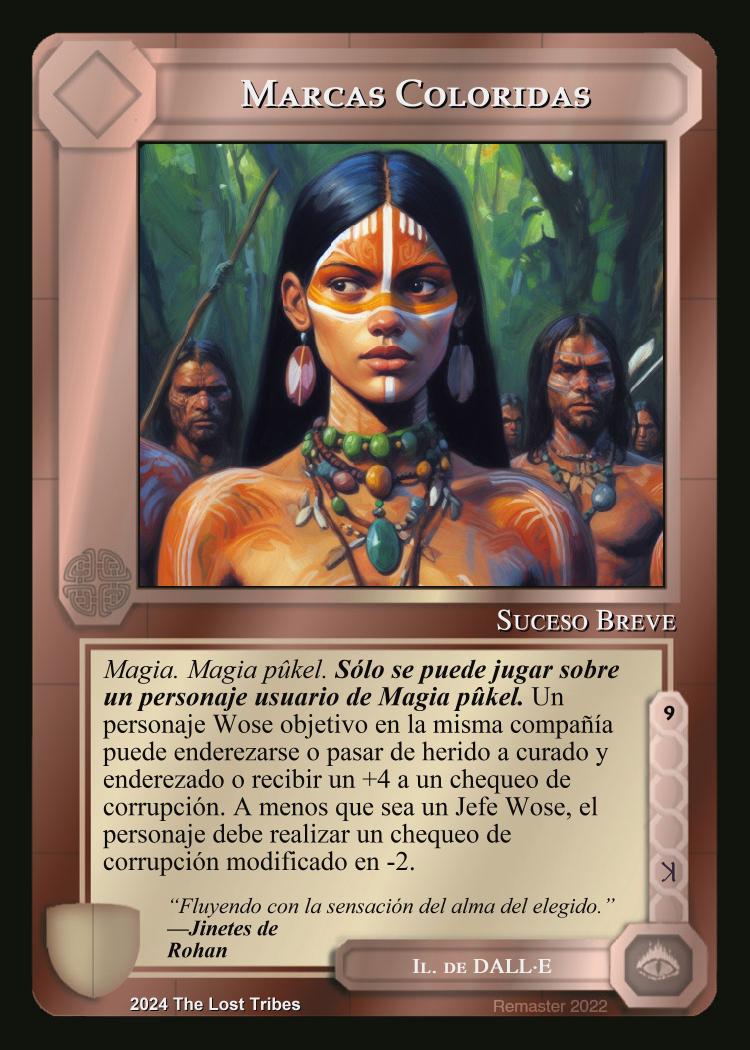 Marcas Coloridas
Suceso Breve
Magia. Magia pûkel. Sólo se puede jugar sobre
un personaje usuario de Magia pûkel. Un
personaje Wose objetivo en la misma compañía
puede enderezarse o pasar de herido a curado y
enderezado o recibir un +4 a un chequeo de
corrupción. A menos que sea un Jefe Wose, el
personaje debe realizar un chequeo de
corrupción modificado en -2.
9
“Fluyendo con la sensación del alma del elegido.”
—Jinetes de
Rohan
Il. de DALL·E
2024 The Lost Tribes
Remaster 2022